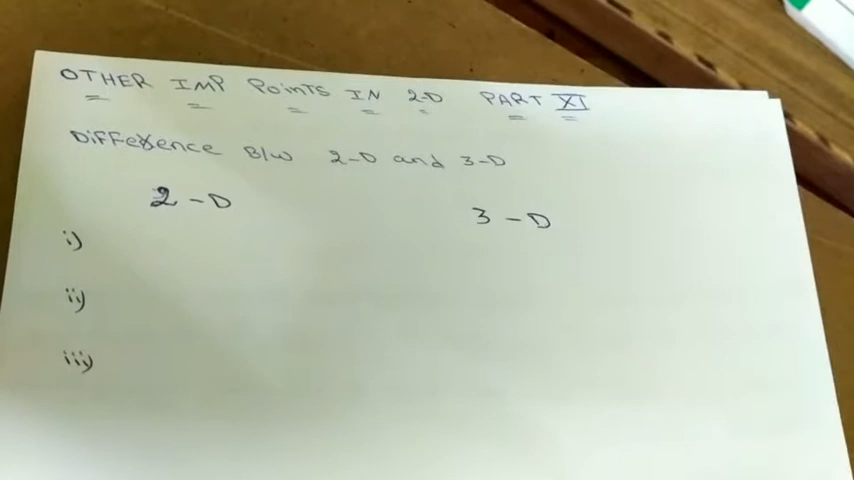 OTHER IMP POINTS IN 2-D PART XI
Difference B/w 2-D and 3-D
2-D 3-D
i)
ii)
iii)